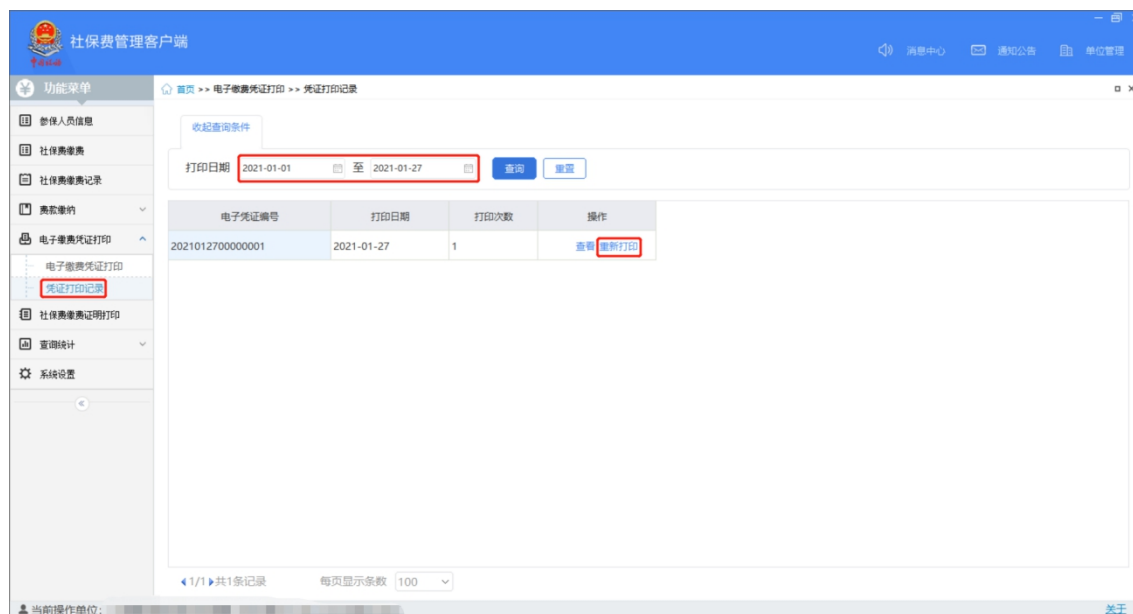 社保费管理客户端
中国税务
消息中心 通知公告 单位管理
功能菜单
首页 >> 电子缴费凭证打印 >> 凭证打印记录
参保人员信息
社保费缴费
社保费缴费记录
费款缴纳
电子缴费凭证打印
电子缴费凭证打印
凭证打印记录
社保费缴费证明打印
查询统计
系统设置
收起查询条件
打印日期 2021-01-01 至 2021-01-27 查询 重置
电子凭证编号 打印日期 打印次数 操作
2021012700000001 2021-01-27 1 查看 重新打印
1/1 共1条记录 每页显示条数 100
当前操作单位: 关于